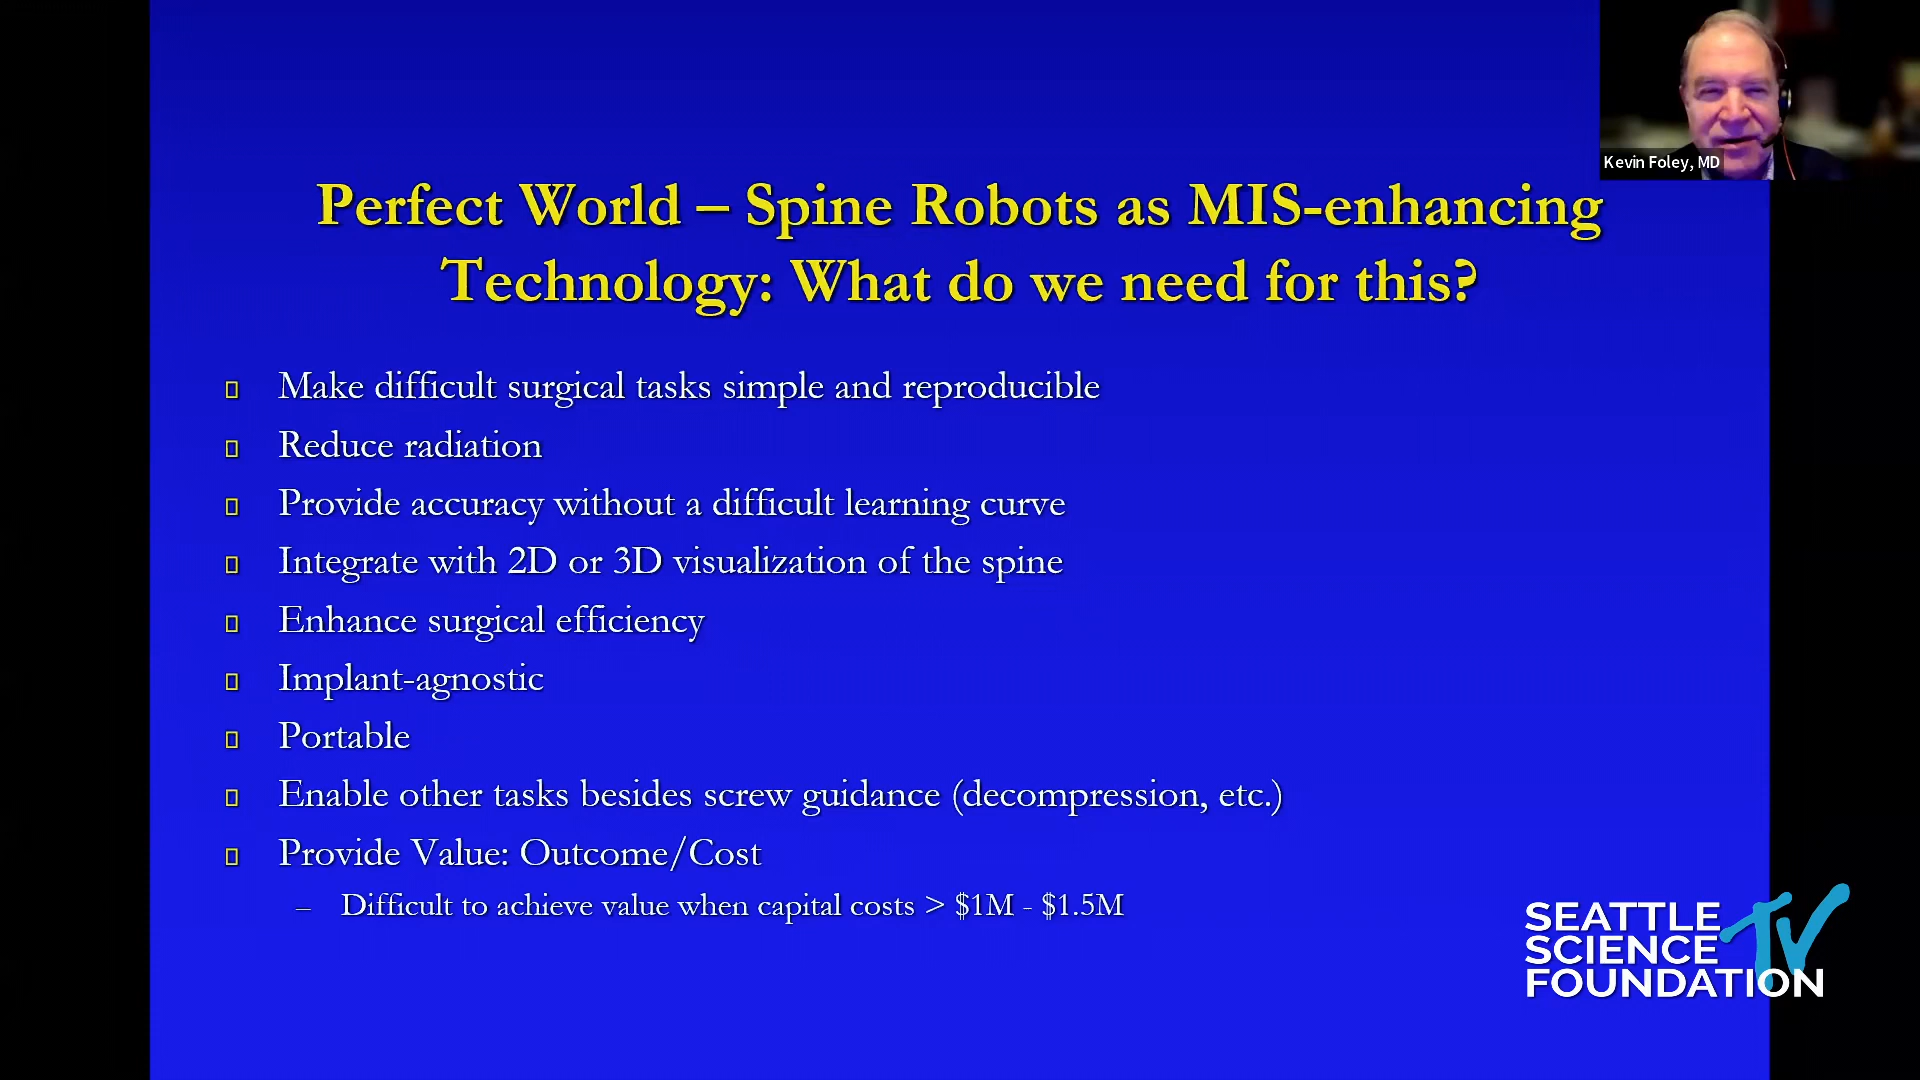 Kevin Foley, MD
Perfect World – Spine Robots as MIS-enhancing
Technology: What do we need for this?
Make difficult surgical tasks simple and reproducible
Reduce radiation
Provide accuracy without a difficult learning curve
Integrate with 2D or 3D visualization of the spine
Enhance surgical efficiency
Implant-agnostic
Portable
Enable other tasks besides screw guidance (decompression, etc.)
Provide Value: Outcome/Cost
– Difficult to achieve value when capital costs > $1M - $1.5M
SEATTLE
SCIENCE TV
FOUNDATION